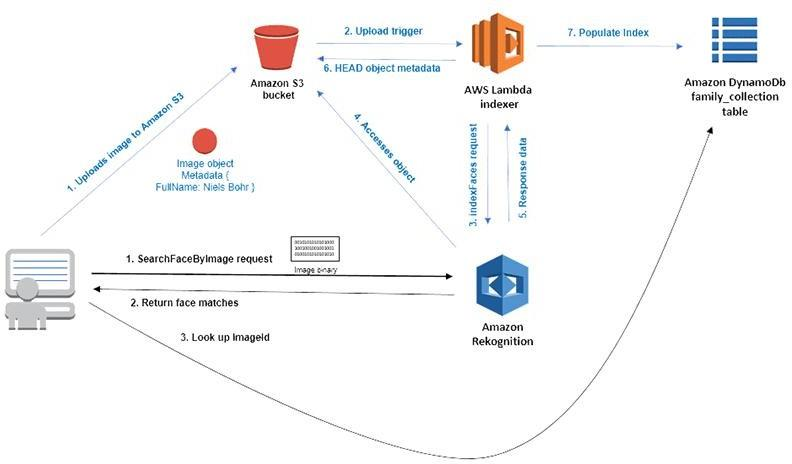 2. Upload trigger
7. Populate Index
6. HEAD object metadata
Amazon S3
bucket
AWS Lambda
indexer
Amazon DynamoDb
family_collection
table
1. Uploads image to Amazon S3
Image object
Metadata {
FullName: Niels Bohr }
4. Accesses object
3. IndexFaces request
5. Response data
1. SearchFaceByImage request
Image binary
2. Return face matches
3. Look up ImageId
Amazon
Rekognition